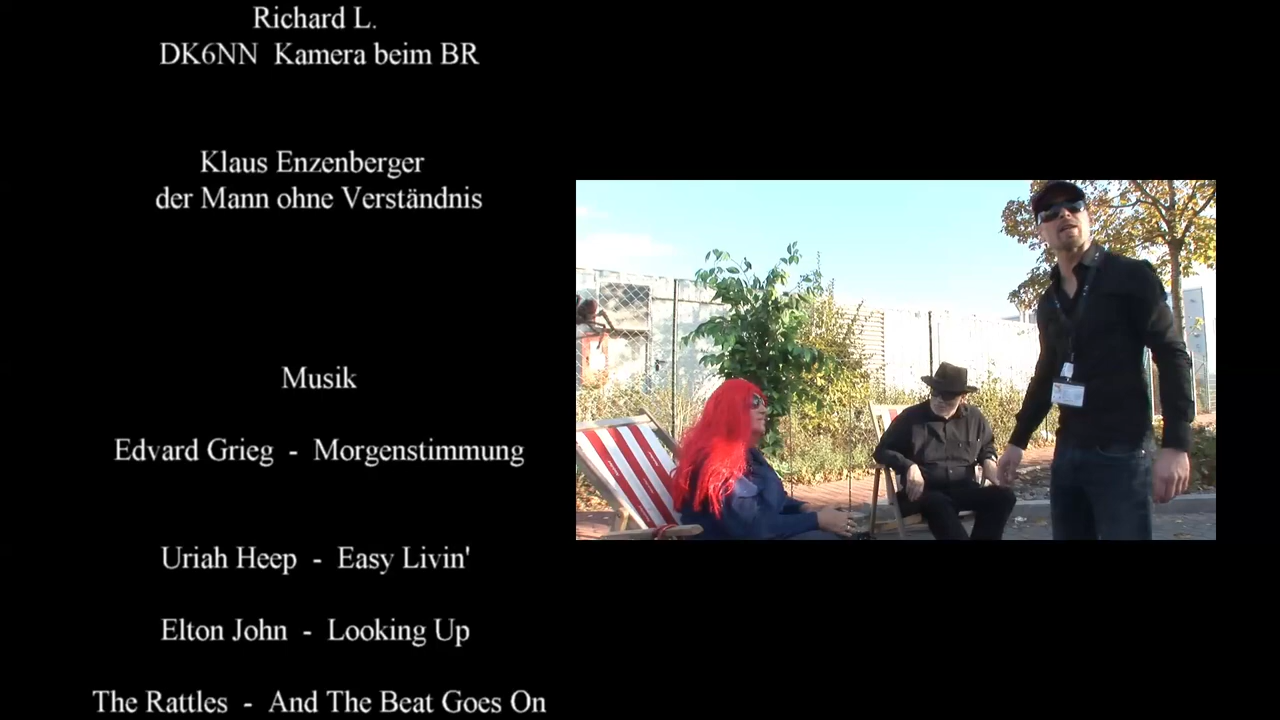 Richard L.
DK6NN Kamera beim BR
Klaus Enzenberger
der Mann ohne Verständnis
Musik
Edvard Grieg - Morgenstimmung
Uriah Heep - Easy Livin'
Elton John - Looking Up
The Rattles - And The Beat Goes On